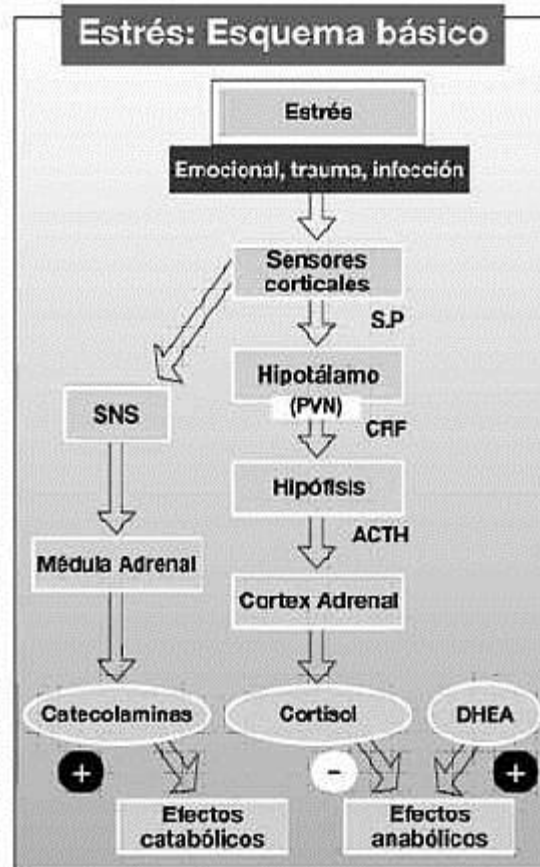 Estrés: Esquema básico
Estrés
Emocional, trauma, infección
Sensores
corticales
S.P
Hipotálamo
(PVN)
SNS
CRF
Hipófisis
ACTH
Médula Adrenal
Cortex Adrenal
Catecolaminas
Cortisol
DHEA
+
-
+
Efectos
catabólicos
Efectos
anabólicos